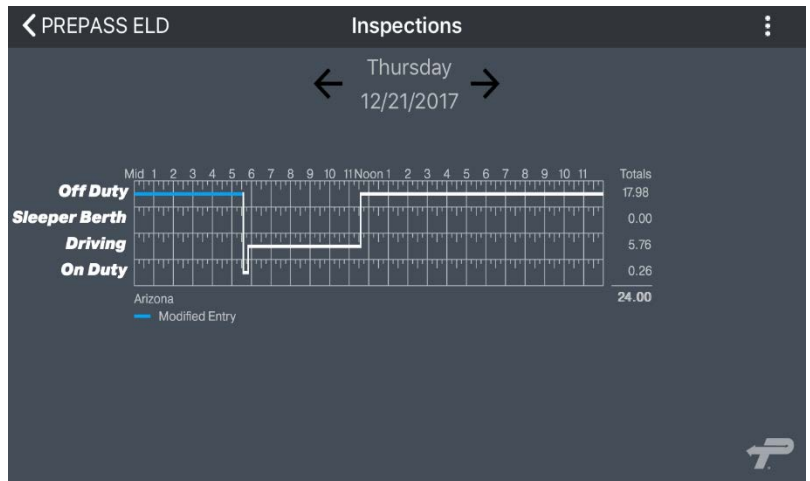 PREPASS ELD Inspections
Thursday
12/21/2017
Mid 1 2 3 4 5 6 7 8 9 10 11 Noon 1 2 3 4 5 6 7 8 9 10 11 Totals
Off Duty 17.98
Sleeper Berth 0.00
Driving 5.76
On Duty 0.26
Arizona 24.00
Modified Entry